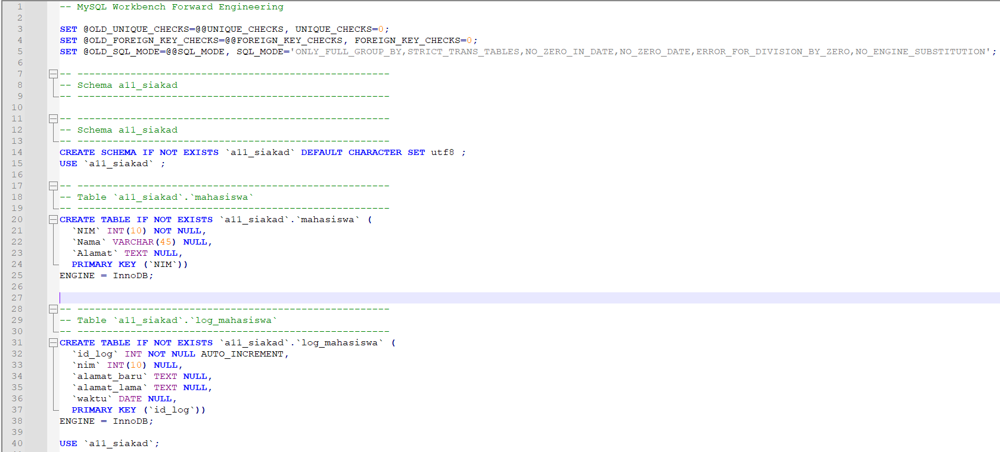 1 -- MySQL Workbench Forward Engineering
2
3 SET @OLD_UNIQUE_CHECKS=@@UNIQUE_CHECKS, UNIQUE_CHECKS=0;
4 SET @OLD_FOREIGN_KEY_CHECKS=@@FOREIGN_KEY_CHECKS, FOREIGN_KEY_CHECKS=0;
5 SET @OLD_SQL_MODE=@@SQL_MODE, SQL_MODE='ONLY_FULL_GROUP_BY,STRICT_TRANS_TABLES,NO_ZERO_IN_DATE,NO_ZERO_DATE,ERROR_FOR_DIVISION_BY_ZERO,NO_ENGINE_SUBSTITUTION';
6
7 -- -----------------------------------------------------
8 -- Schema a11_siakad
9 -- -----------------------------------------------------
10
11 -- -----------------------------------------------------
12 -- Schema a11_siakad
13 -- -----------------------------------------------------
14 CREATE SCHEMA IF NOT EXISTS `a11_siakad` DEFAULT CHARACTER SET utf8 ;
15 USE `a11_siakad` ;
16
17 -- -----------------------------------------------------
18 -- Table `a11_siakad`.`mahasiswa`
19 -- -----------------------------------------------------
20 CREATE TABLE IF NOT EXISTS `a11_siakad`.`mahasiswa` (
21   `NIM` INT(10) NOT NULL,
22   `Nama` VARCHAR(45) NULL,
23   `Alamat` TEXT NULL,
24   PRIMARY KEY (`NIM`))
25 ENGINE = InnoDB;
26
27
28 -- -----------------------------------------------------
29 -- Table `a11_siakad`.`log_mahasiswa`
30 -- -----------------------------------------------------
31 CREATE TABLE IF NOT EXISTS `a11_siakad`.`log_mahasiswa` (
32   `id_log` INT NOT NULL AUTO_INCREMENT,
33   `nim` INT(10) NULL,
34   `alamat_baru` TEXT NULL,
35   `alamat_lama` TEXT NULL,
36   `waktu` DATE NULL,
37   PRIMARY KEY (`id_log`))
38 ENGINE = InnoDB;
39
40 USE `a11_siakad`;